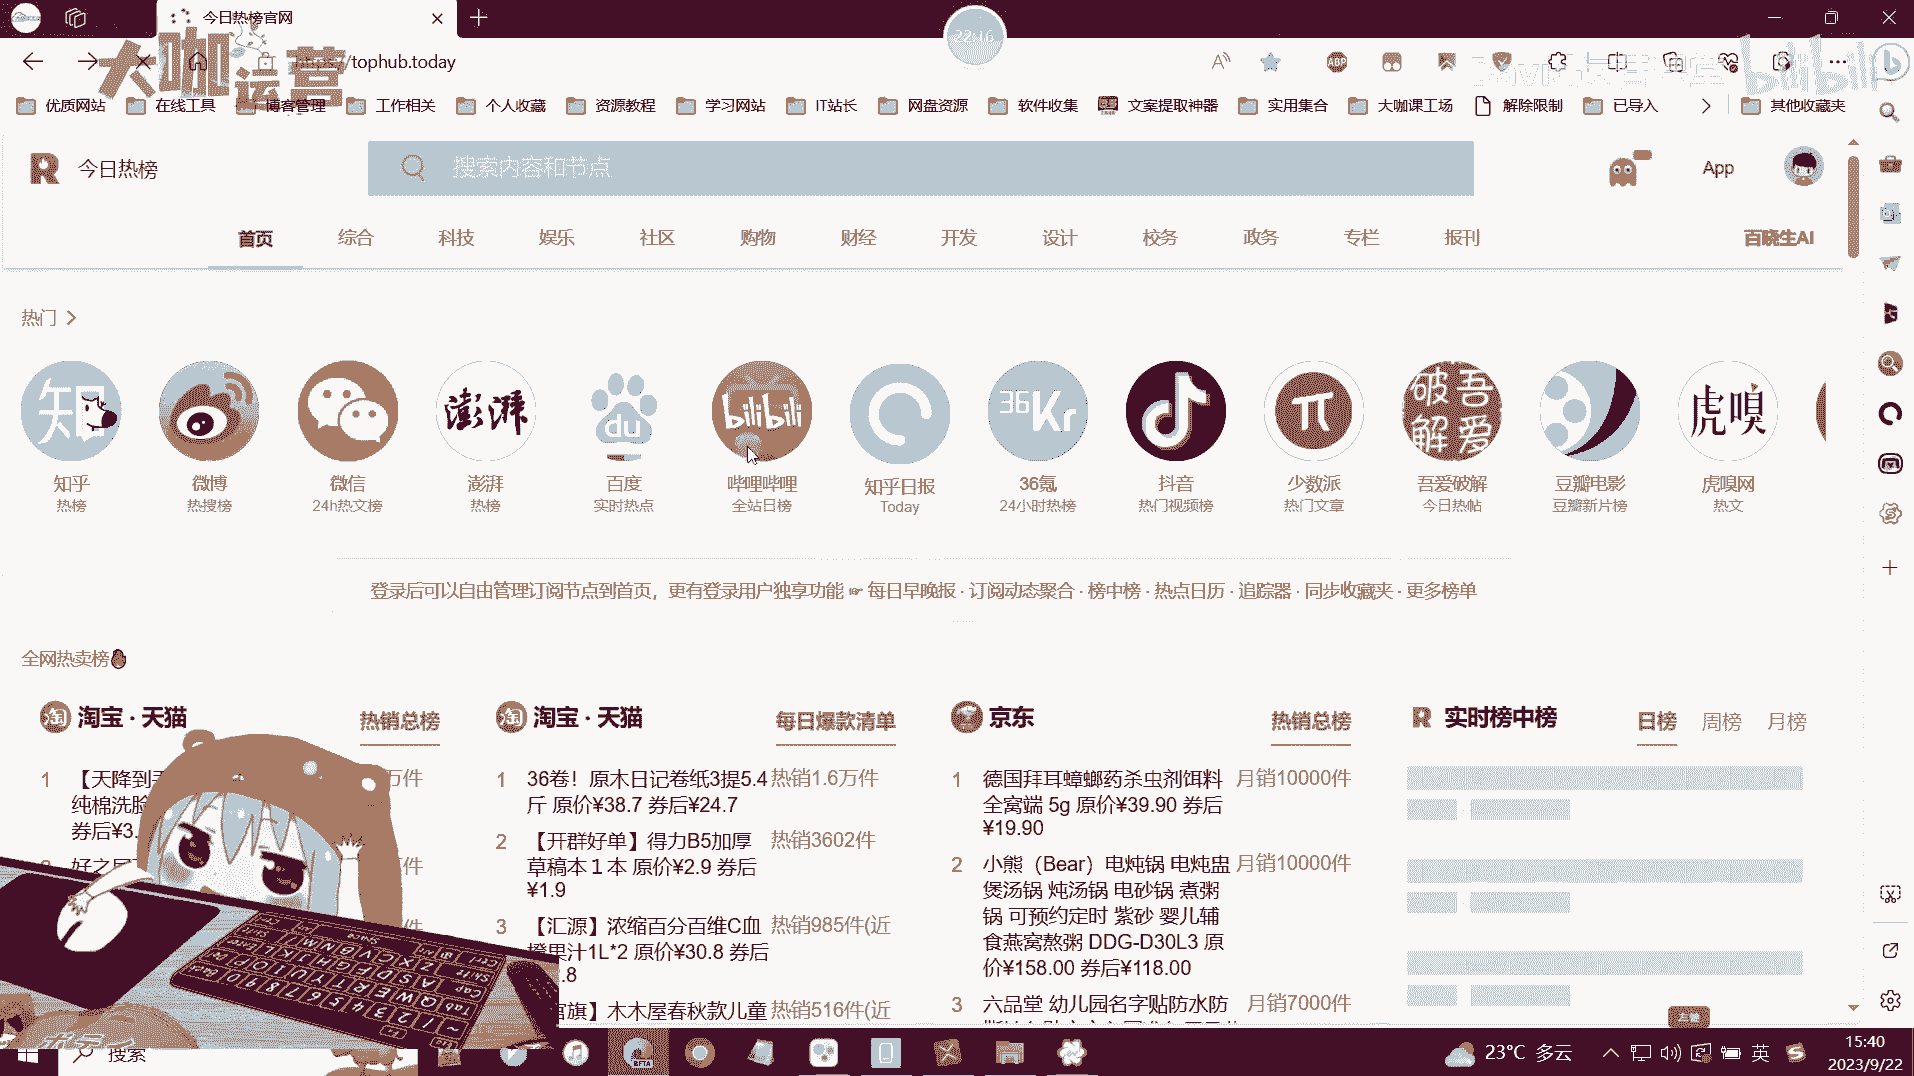 今日热榜官网
22:16
大咖运营
bilibili
/tophub.today
优质网站 在线工具 博客管理 工作相关 个人收藏 资源教程 学习网站 IT站长 网盘资源 软件收集 文案提取神器 实用集合 大咖课工场 解除限制 已导入 其他收藏夹
今日热榜 搜索内容和节点 App
首页 综合 科技 娱乐 社区 购物 财经 开发 设计 校务 政务 专栏 报刊 百晓生AI
热门
知 澎湃 du bilibili 36Kr 吾爱破解 虎嗅
知乎 微博 微信 澎湃 百度 哔哩哔哩 知乎日报 36氪 抖音 少数派 吾爱破解 豆瓣电影 虎嗅网
热榜 热搜榜 24h热文榜 热榜 实时热点 全站日榜 Today 24小时热榜 热门视频榜 热门文章 今日热帖 豆瓣新片榜 热文
登录后可以自由管理订阅节点到首页，更有登录用户独享功能 ☞ 每日早晚报 · 订阅动态聚合 · 榜中榜 · 热点日历 · 追踪器 · 同步收藏夹 · 更多榜单
全网热卖榜
淘宝 · 天猫 热销总榜
1 【天降到
纯棉洗脸
券后¥3.
万件
件
淘宝 · 天猫 每日爆款清单
1 36卷！原木日记卷纸3提5.4 热销1.6万件
斤 原价¥38.7 券后¥24.7
2 【开群好单】得力B5加厚 热销3602件
草稿本１本 原价¥2.9 券后
¥1.9
3 【汇源】浓缩百分百维C血 热销985件(近
橙果汁1L*2 原价¥30.8 券后
.8
官旗】木木屋春秋款儿童 热销516件(近
京东 热销总榜
1 德国拜耳蟑螂药杀虫剂饵料 月销10000件
全窝端 5g 原价¥39.90 券后
¥19.90
2 小熊（Bear）电炖锅 电炖盅 月销10000件
煲汤锅 炖汤锅 电砂锅 煮粥
锅 可预约定时 紫砂 婴儿辅
食燕窝熬粥 DDG-D30L3 原
价¥158.00 券后¥118.00
3 六品堂 幼儿园名字贴防水防 月销7000件
实时榜中榜 日榜 周榜 月榜
左键
搜索
23°C 多云 英 15:40
2023/9/22